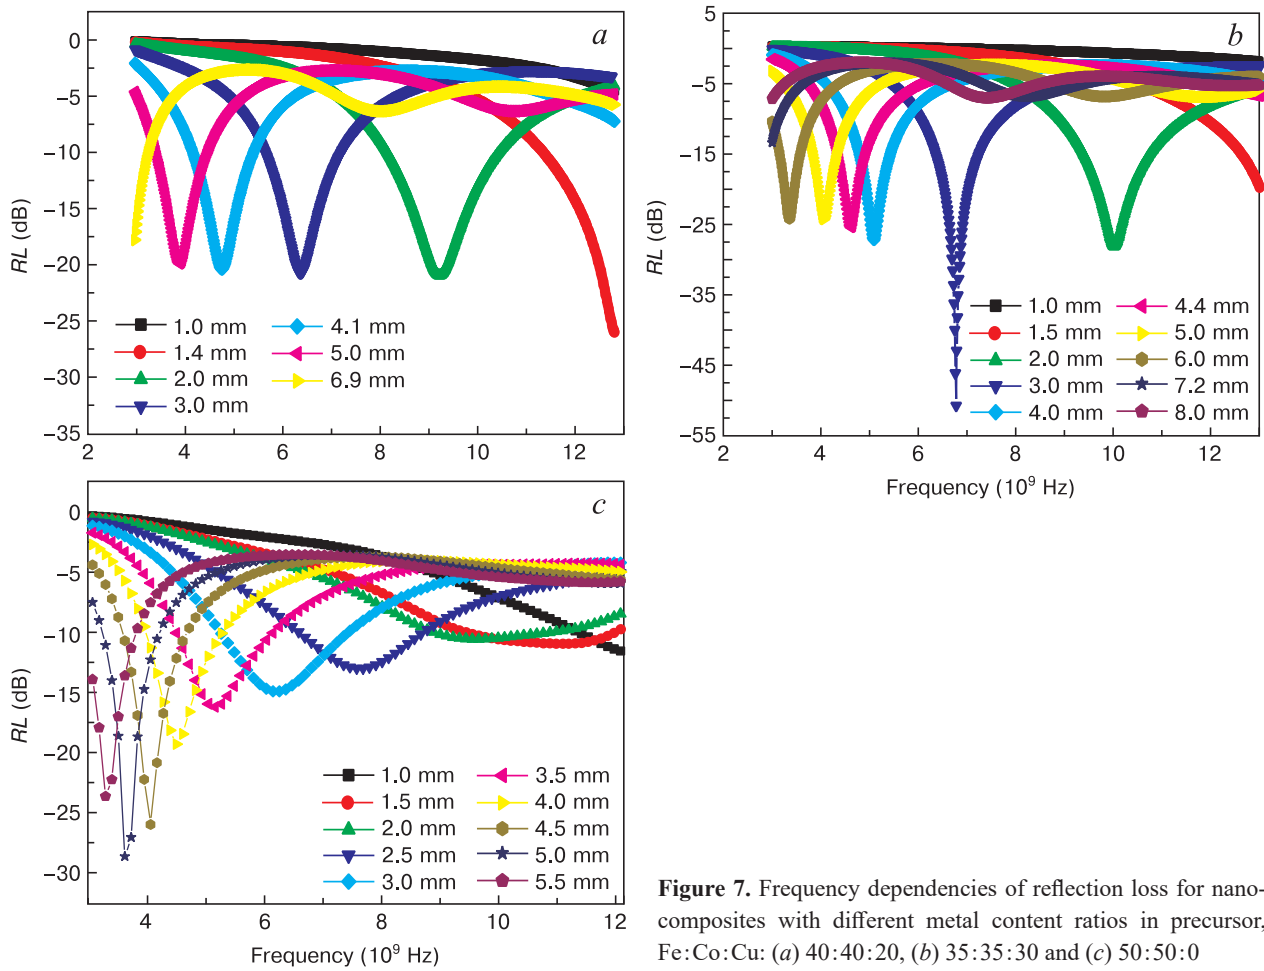 a
0
−5
−10
−15
−20
−25
−30
−35
RL (dB)
1.0 mm
1.4 mm
2.0 mm
3.0 mm
4.1 mm
5.0 mm
6.9 mm
2 4 6 8 10 12
Frequency (10⁹ Hz)
b
5
−5
−15
−25
−35
−45
−55
RL (dB)
1.0 mm
1.5 mm
2.0 mm
3.0 mm
4.0 mm
4.4 mm
5.0 mm
6.0 mm
7.2 mm
8.0 mm
2 4 6 8 10 12
Frequency (10⁹ Hz)
c
0
−5
−10
−15
−20
−25
−30
RL (dB)
1.0 mm
1.5 mm
2.0 mm
2.5 mm
3.0 mm
3.5 mm
4.0 mm
4.5 mm
5.0 mm
5.5 mm
4 6 8 10 12
Frequency (10⁹ Hz)
Figure 7. Frequency dependencies of reflection loss for nano-
composites with different metal content ratios in precursor,
Fe:Co:Cu: (a) 40:40:20, (b) 35:35:30 and (c) 50:50:0